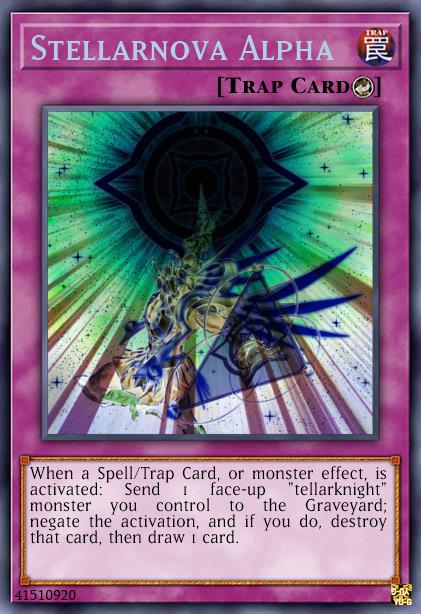 Stellarnova Alpha
TRAP
罠
[Trap Card]
When a Spell/Trap Card, or monster effect, is
activated: Send 1 face-up "tellarknight"
monster you control to the Graveyard;
negate the activation, and if you do, destroy
that card, then draw 1 card.
41510920